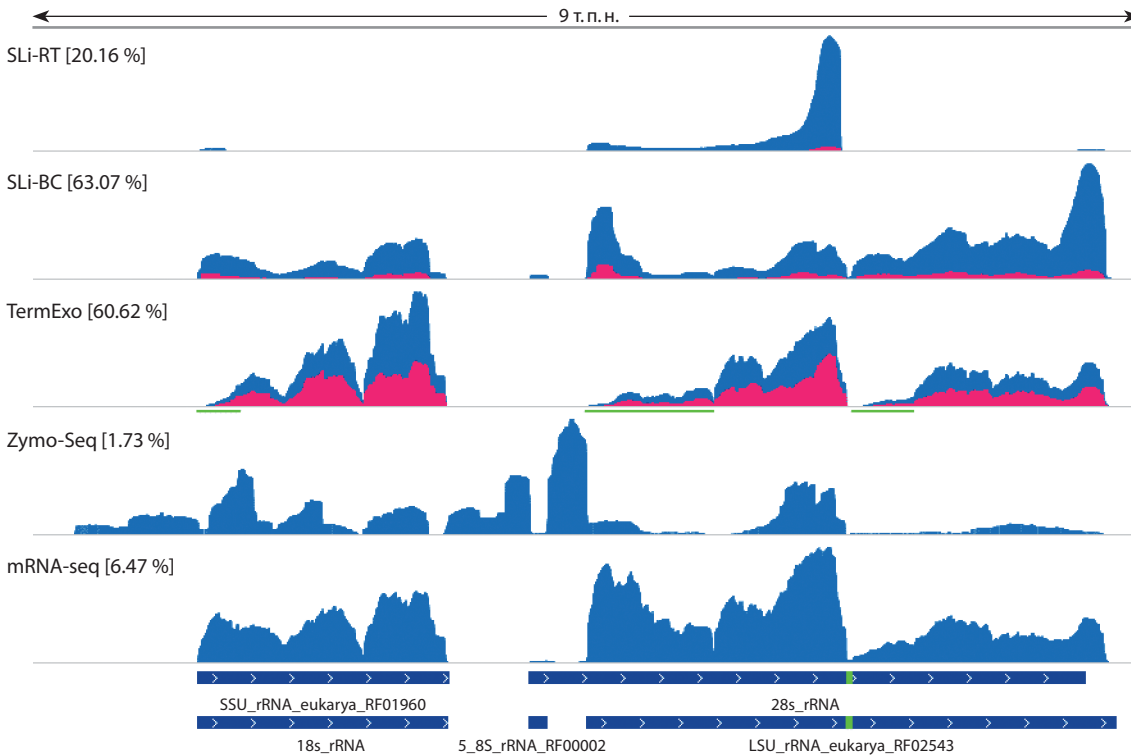 9 т. п. н.
SLi-RT [20.16 %]
SLi-BC [63.07 %]
TermExo [60.62 %]
Zymo-Seq [1.73 %]
mRNA-seq [6.47 %]
SSU_rRNA_eukarya_RF01960 28s_rRNA
18s_rRNA 5_8S_rRNA_RF00002 LSU_rRNA_eukarya_RF02543